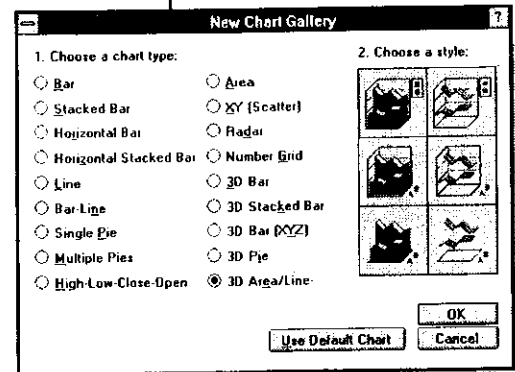 New Chart Gallery ?
1. Choose a chart type:
Bar
Stacked Bar
Horizontal Bar
Horizontal Stacked Bar
Line
Bar-Line
Single Pie
Multiple Pies
High-Low-Close-Open
Area
XY (Scatter)
Radar
Number Grid
3D Bar
3D Stacked Bar
3D Bar (XYZ)
3D Pie
3D Area/Line
2. Choose a style:
OK
Use Default Chart
Cancel